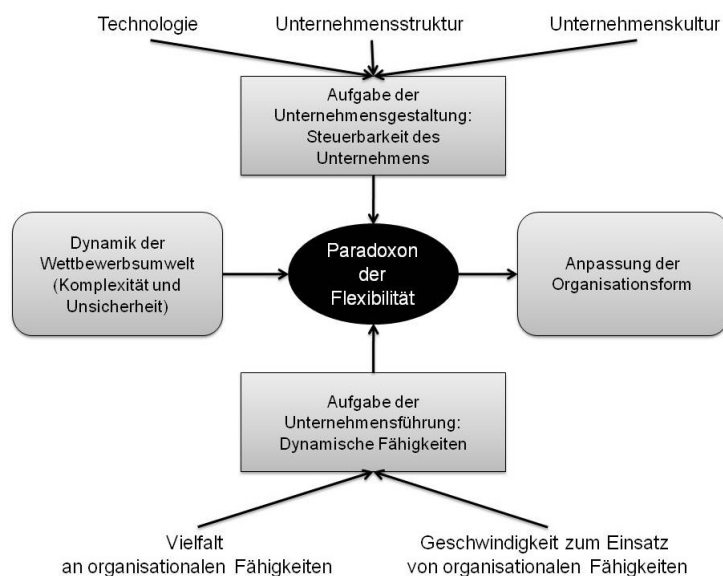 Technologie
Unternehmensstruktur
Unternehmenskultur
Aufgabe der
Unternehmensgestaltung:
Steuerbarkeit des
Unternehmens
Dynamik der
Wettbewerbsumwelt
(Komplexität und
Unsicherheit)
Paradoxon
der
Flexibilität
Anpassung der
Organisationsform
Aufgabe der
Unternehmensführung:
Dynamische Fähigkeiten
Vielfalt
an organisationalen Fähigkeiten
Geschwindigkeit zum Einsatz
von organisationalen Fähigkeiten